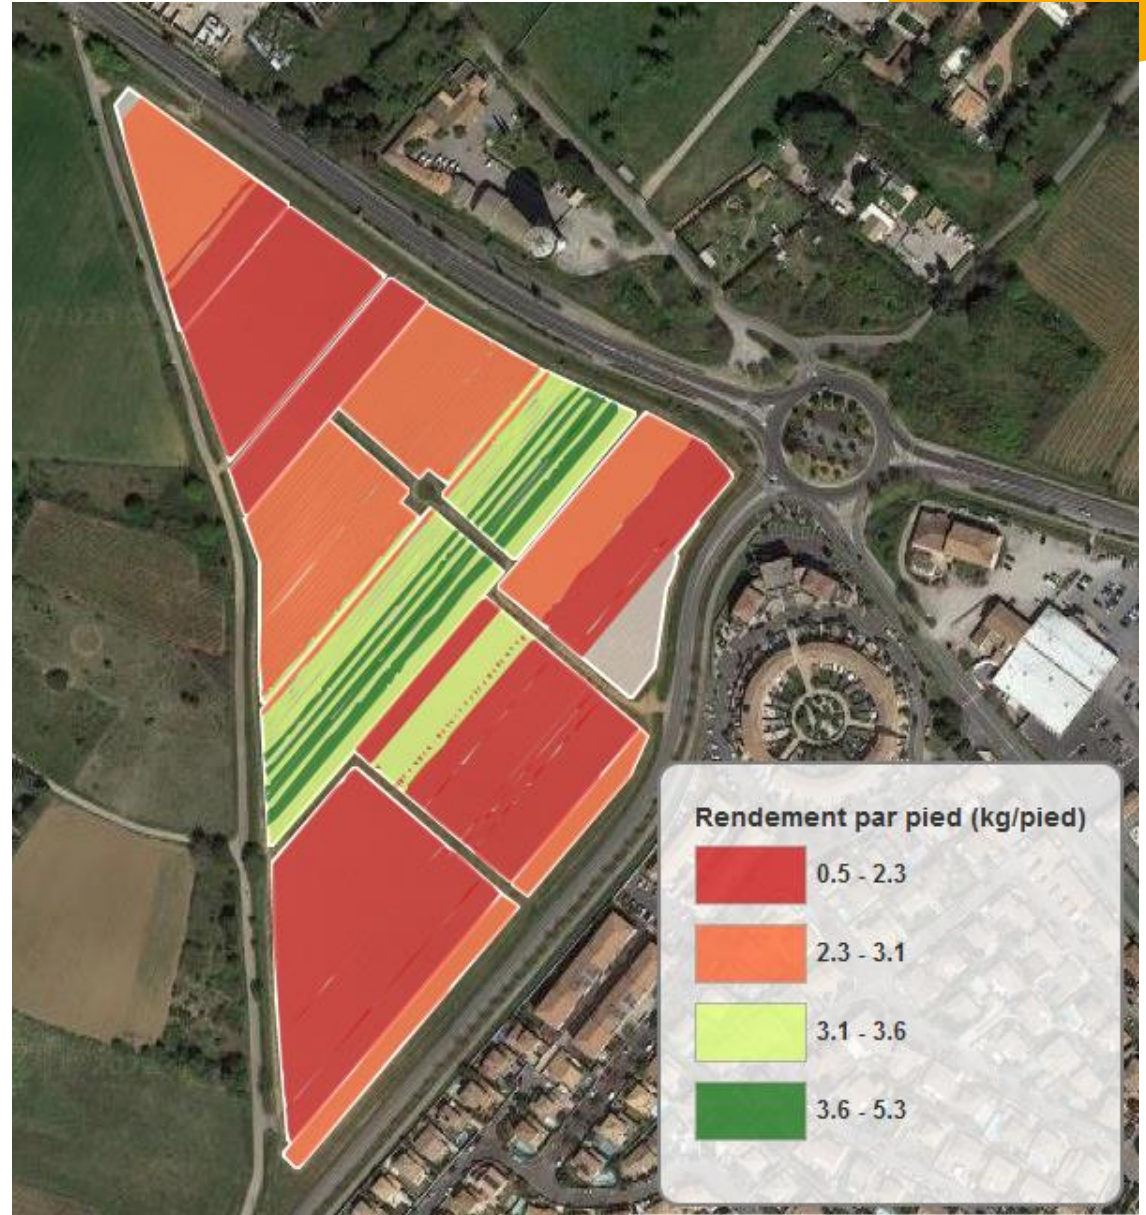 Rendement par pied (kg/pied)
0.5 - 2.3
2.3 - 3.1
3.1 - 3.6
3.6 - 5.3